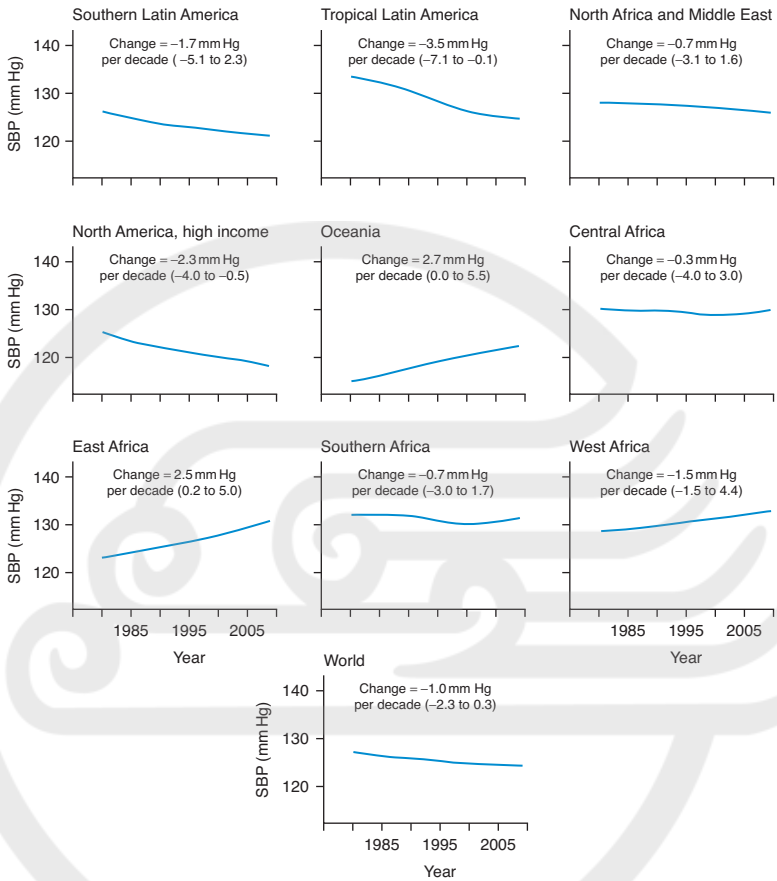 Southern Latin America
Change = −1.7 mm Hg
per decade ( −5.1 to 2.3)
Tropical Latin America
Change = −3.5 mm Hg
per decade (−7.1 to −0.1)
North Africa and Middle East
Change = −0.7 mm Hg
per decade (−3.1 to 1.6)
SBP (mm Hg)
140
130
120
North America, high income
Change = −2.3 mm Hg
per decade (−4.0 to −0.5)
Oceania
Change = 2.7 mm Hg
per decade (0.0 to 5.5)
Central Africa
Change = −0.3 mm Hg
per decade (−4.0 to 3.0)
SBP (mm Hg)
140
130
120
East Africa
Change = 2.5 mm Hg
per decade (0.2 to 5.0)
Southern Africa
Change = −0.7 mm Hg
per decade (−3.0 to 1.7)
West Africa
Change = −1.5 mm Hg
per decade (−1.5 to 4.4)
SBP (mm Hg)
140
130
120
1985 1995 2005
Year
1985 1995 2005
Year
World
Change = −1.0 mm Hg
per decade (−2.3 to 0.3)
SBP (mm Hg)
140
130
120
1985 1995 2005
Year